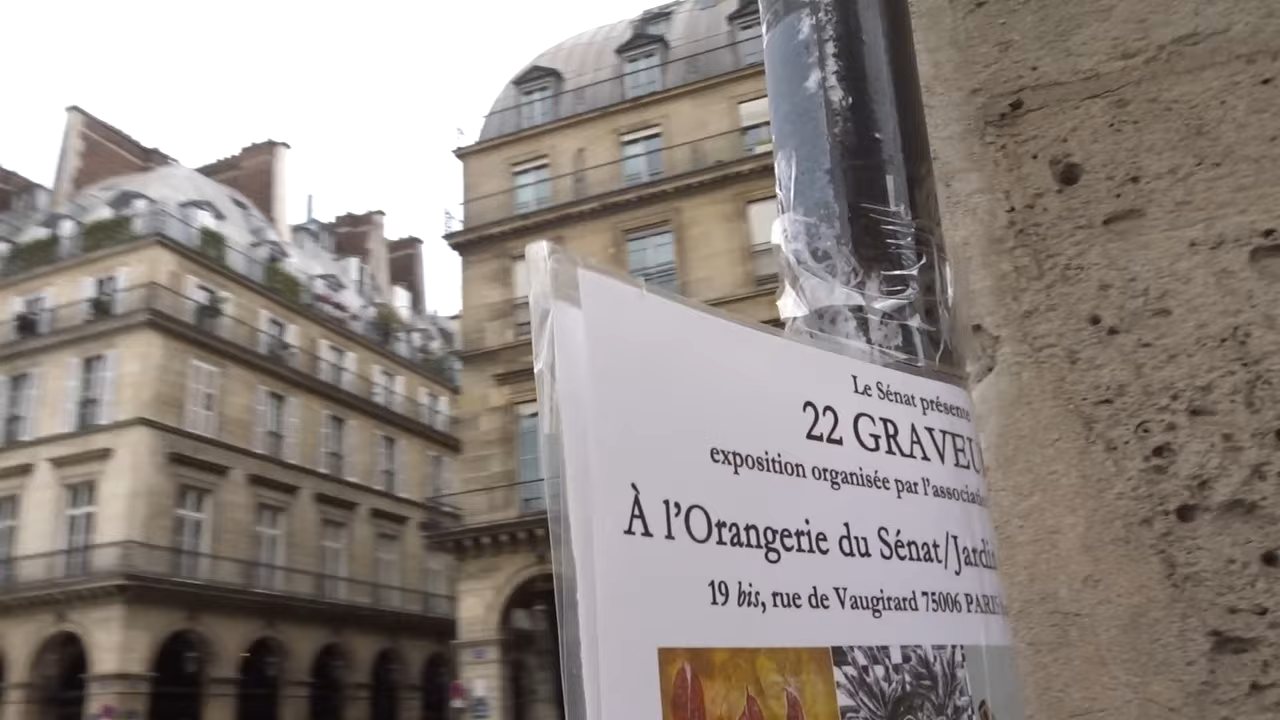 Le Sénat présente
22 GRAVEU
exposition organisée par l'associati
À l'Orangerie du Sénat/Jardin
19 bis, rue de Vaugirard 75006 PARIS